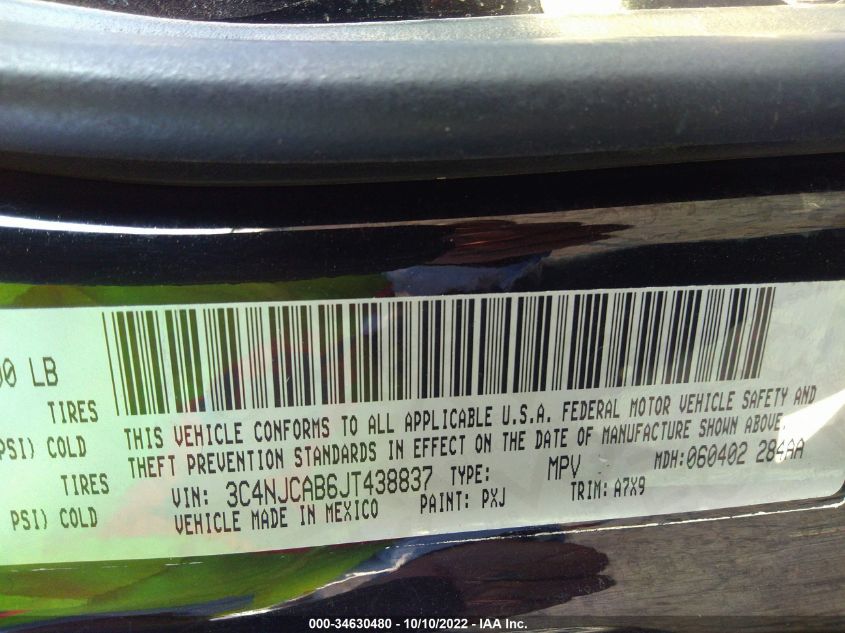 00 LB
TIRES
PSI) COLD
TIRES
PSI) COLD
THIS VEHICLE CONFORMS TO ALL APPLICABLE U.S.A. FEDERAL MOTOR VEHICLE SAFETY AND
THEFT PREVENTION STANDARDS IN EFFECT ON THE DATE OF MANUFACTURE SHOWN ABOVE.
VIN: 3C4NJCAB6JT438837 TYPE: MPV MDH:060402 284AA
VEHICLE MADE IN MEXICO PAINT: PXJ TRIM: A7X9
000-34630480 - 10/10/2022 - IAA Inc.